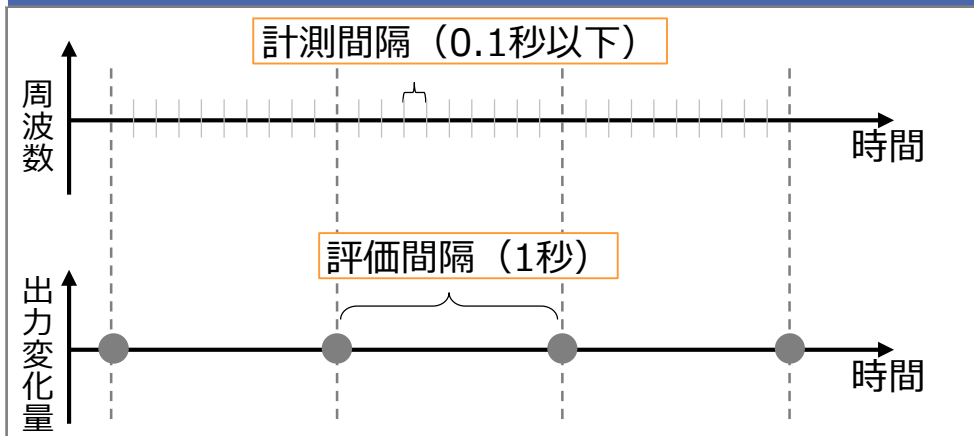 計測間隔（0.1秒以下）
周波数
時間
評価間隔（1秒）
出力変化量
時間